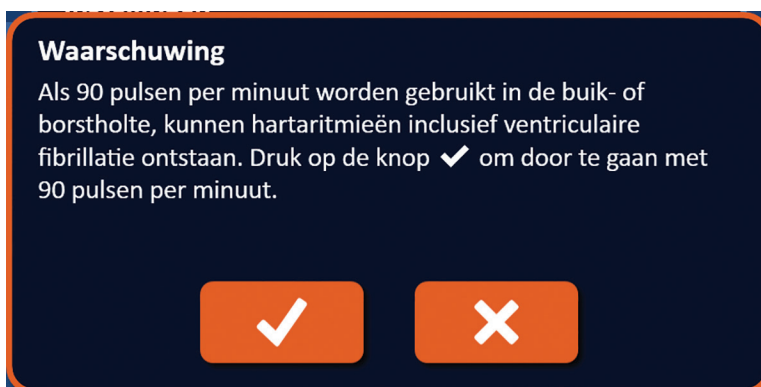 Waarschuwing
Als 90 pulsen per minuut worden gebruikt in de buik- of
borstholte, kunnen hartaritmieën inclusief ventriculaire
fibrillatie ontstaan. Druk op de knop ✔ om door te gaan met
90 pulsen per minuut.